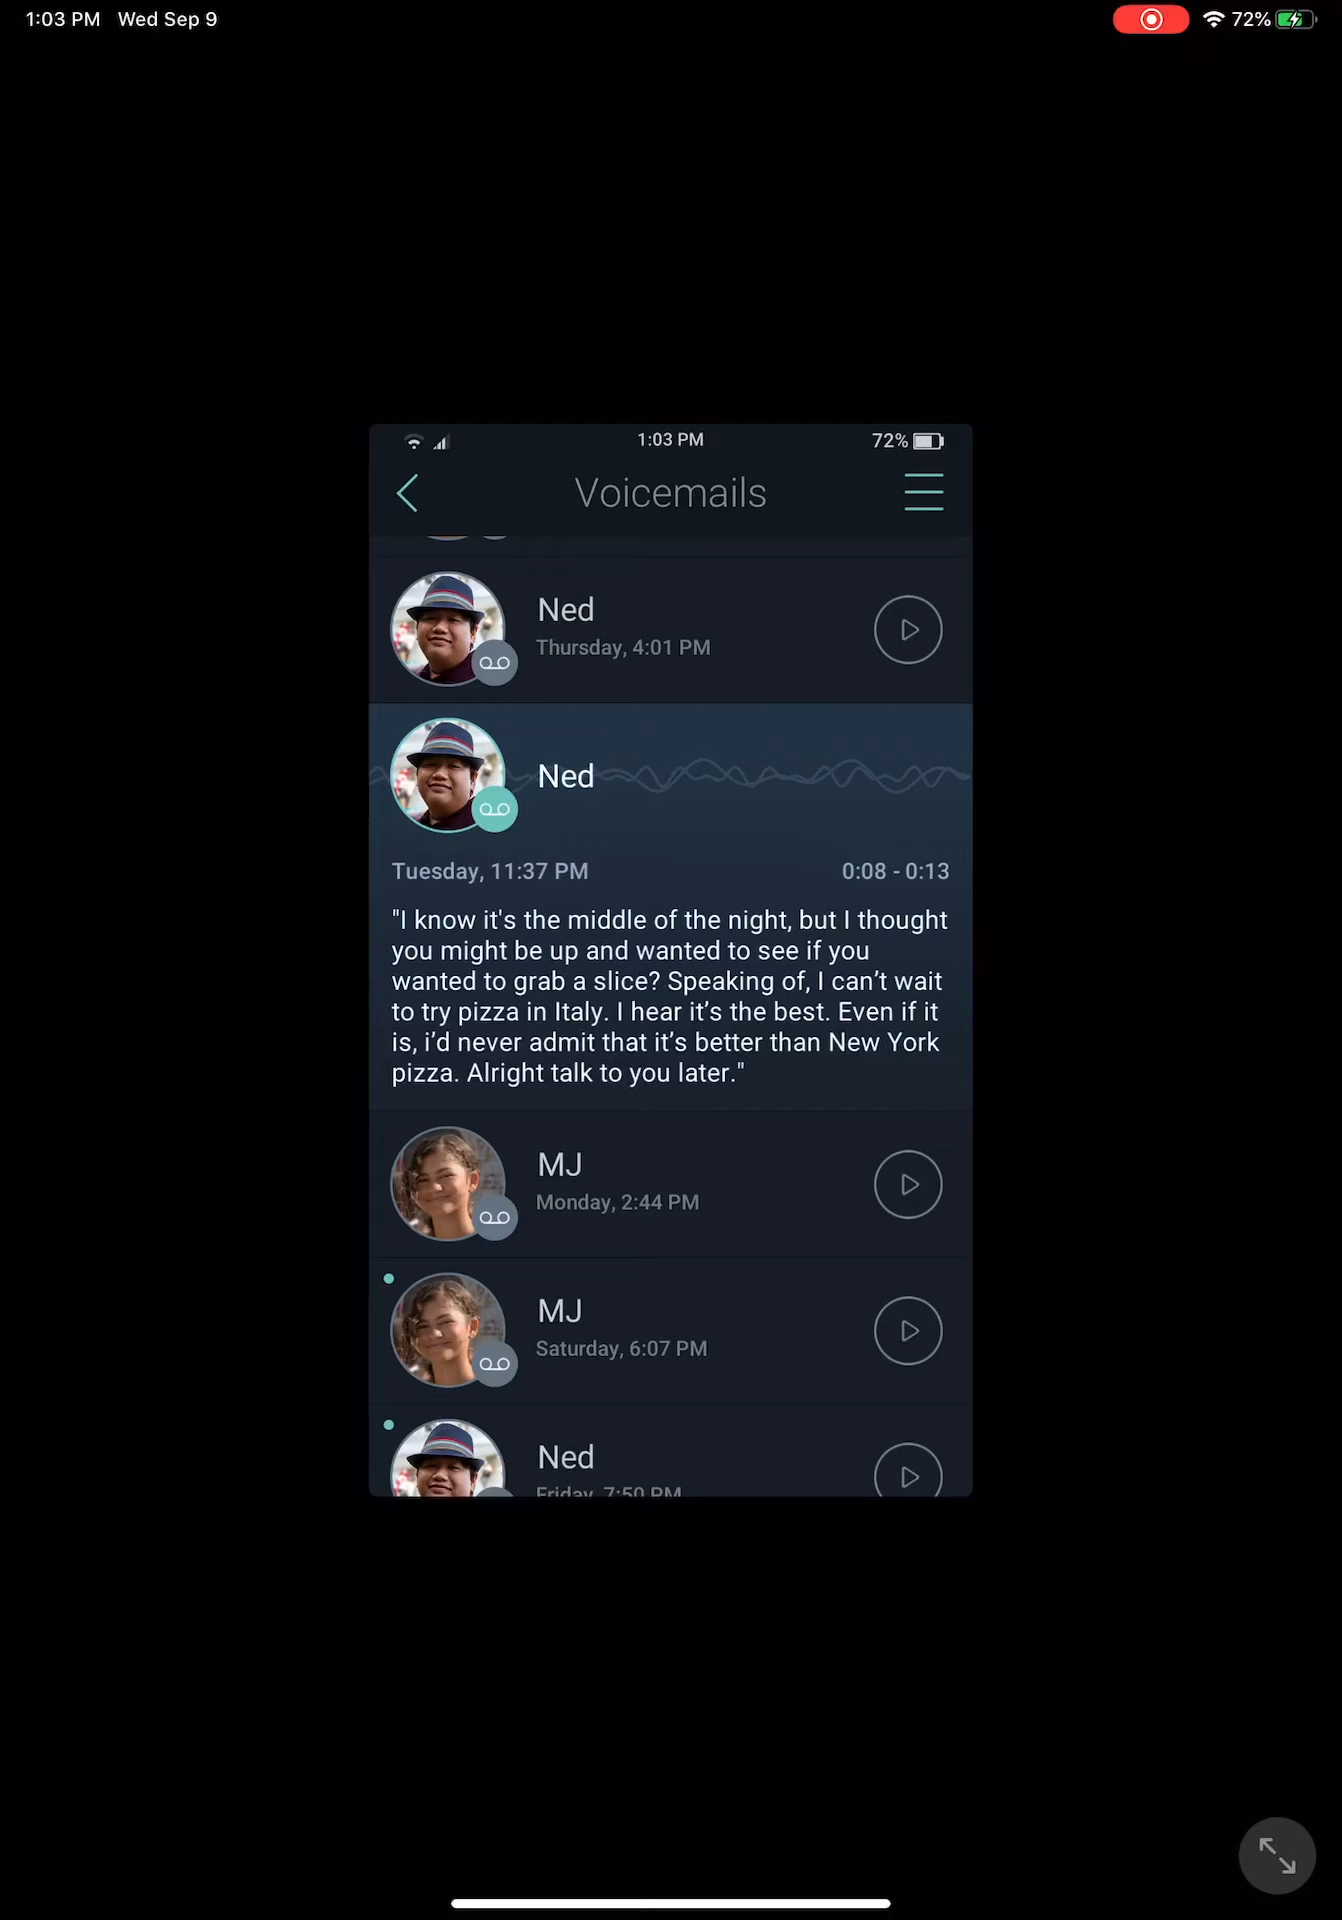 1:03 PM Wed Sep 9
72%
1:03 PM
72%
Voicemails
Ned
Thursday, 4:01 PM
Ned
Tuesday, 11:37 PM
0:08 - 0:13
"I know it's the middle of the night, but I thought
you might be up and wanted to see if you
wanted to grab a slice? Speaking of, I can’t wait
to try pizza in Italy. I hear it’s the best. Even if it
is, i’d never admit that it’s better than New York
pizza. Alright talk to you later."
MJ
Monday, 2:44 PM
MJ
Saturday, 6:07 PM
Ned
Friday, 7:50 PM